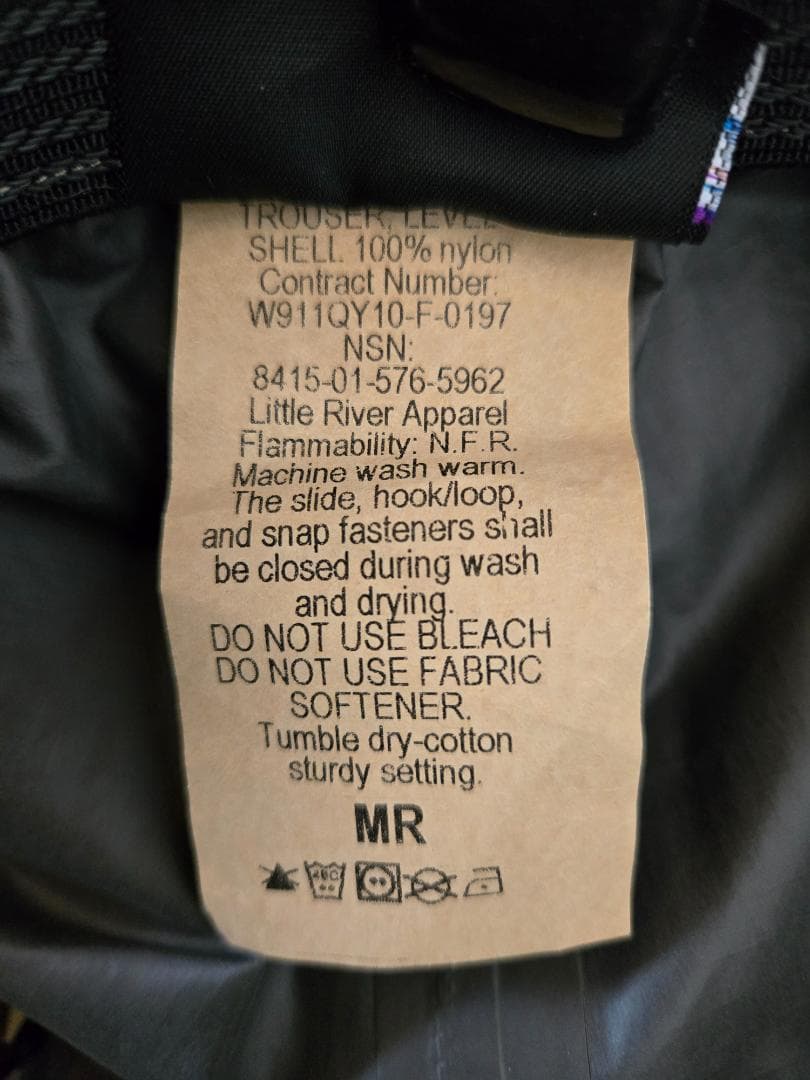 TROUSER, LEVEL
SHELL 100% nylon
Contract Number:
W911QY10-F-0197
NSN:
8415-01-576-5962
Little River Apparel
Flammability: N.F.R.
Machine wash warm.
The slide, hook/loop,
and snap fasteners shall
be closed during wash
and drying.
DO NOT USE BLEACH
DO NOT USE FABRIC
SOFTENER.
Tumble dry-cotton
sturdy setting.
MR